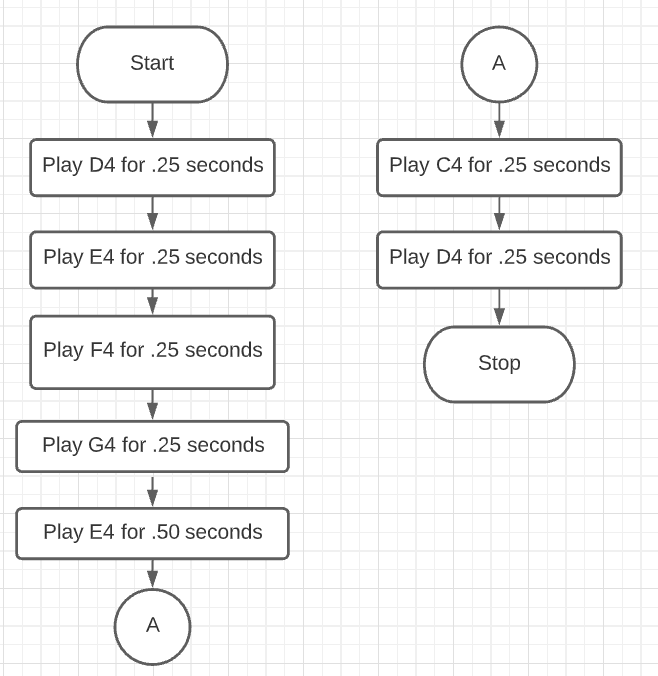 Start
Play D4 for .25 seconds
Play E4 for .25 seconds
Play F4 for .25 seconds
Play G4 for .25 seconds
Play E4 for .50 seconds
A
A
Play C4 for .25 seconds
Play D4 for .25 seconds
Stop